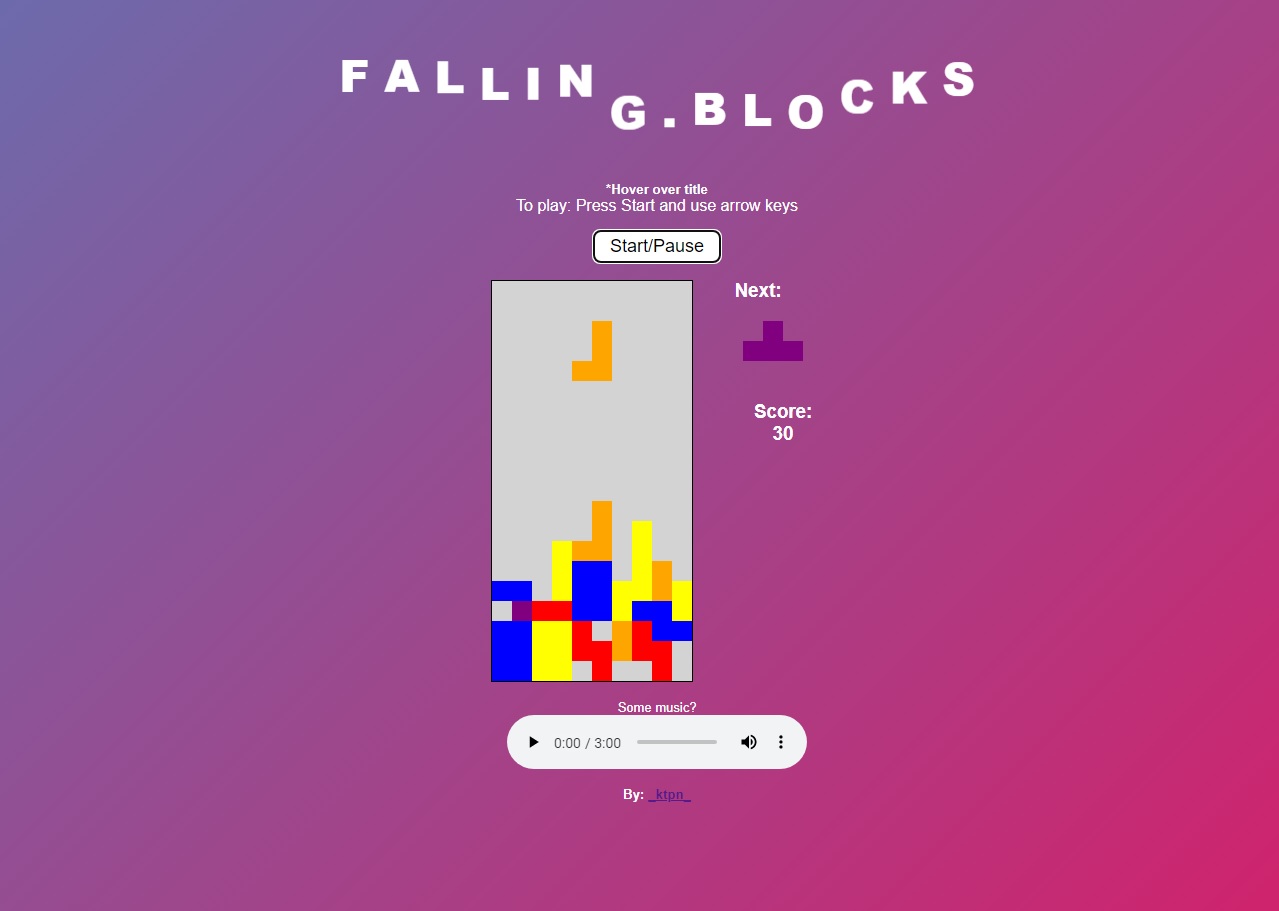 FALLING.BLOCKS
*Hover over title
To play: Press Start and use arrow keys
Start/Pause
Next:
Score:
30
Some music?
0:00 / 3:00
By: _ktpn_